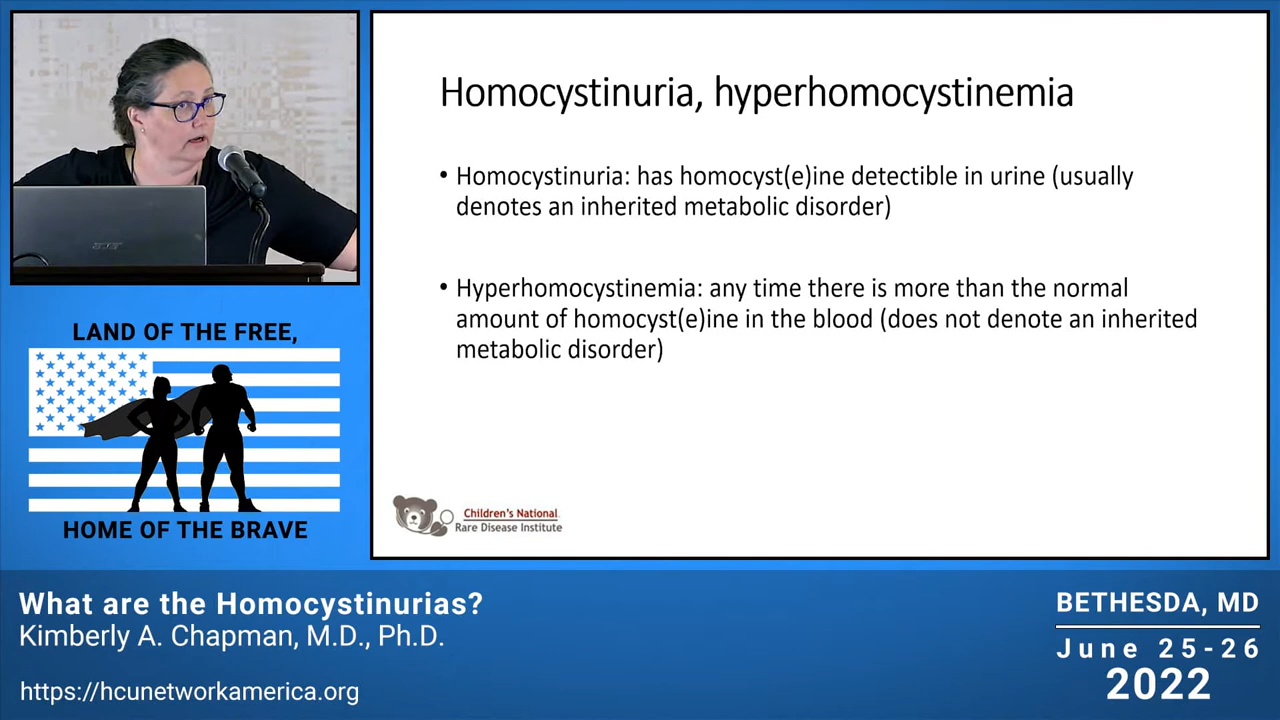 Homocystinuria, hyperhomocystinemia
• Homocystinuria: has homocyst(e)ine detectible in urine (usually
denotes an inherited metabolic disorder)
• Hyperhomocystinemia: any time there is more than the normal
amount of homocyst(e)ine in the blood (does not denote an inherited
metabolic disorder)
Children's National
Rare Disease Institute
acer
LAND OF THE FREE,
HOME OF THE BRAVE
What are the Homocystinurias?
Kimberly A. Chapman, M.D., Ph.D.
https://hcunetworkamerica.org
BETHESDA, MD
June 25-26
2022